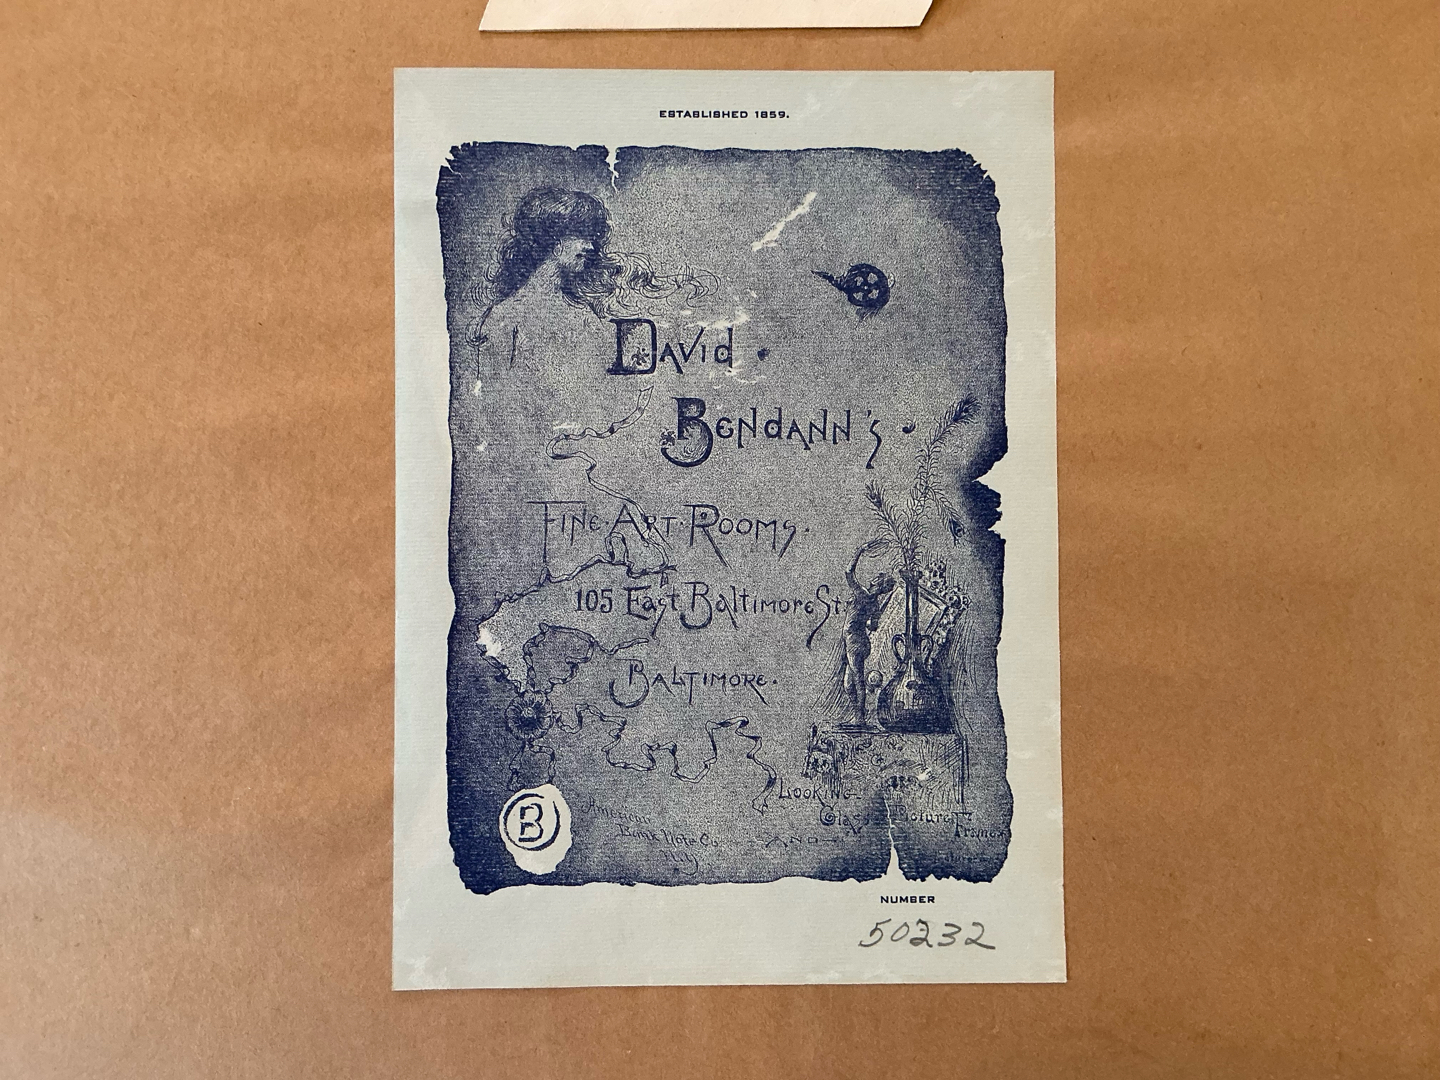 ESTABLISHED 1859.
DAVID
BENDANN'S
FINE·ART·ROOMS.
105 East Baltimore St.
BALTIMORE.
LOOKING
Glass Picture Frames
AND
American
Bank Note Co.
N.Y.
B
NUMBER
50232